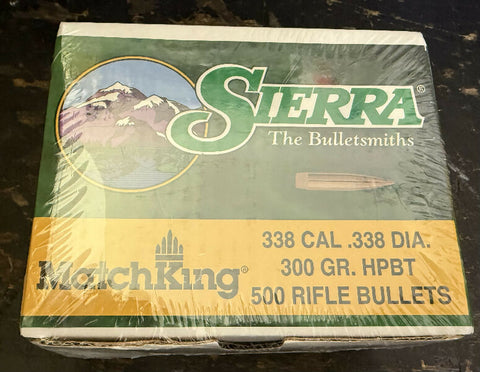 SIERRA®
The Bulletsmiths
338 CAL .338 DIA.
300 GR. HPBT
500 RIFLE BULLETS
MatchKing®